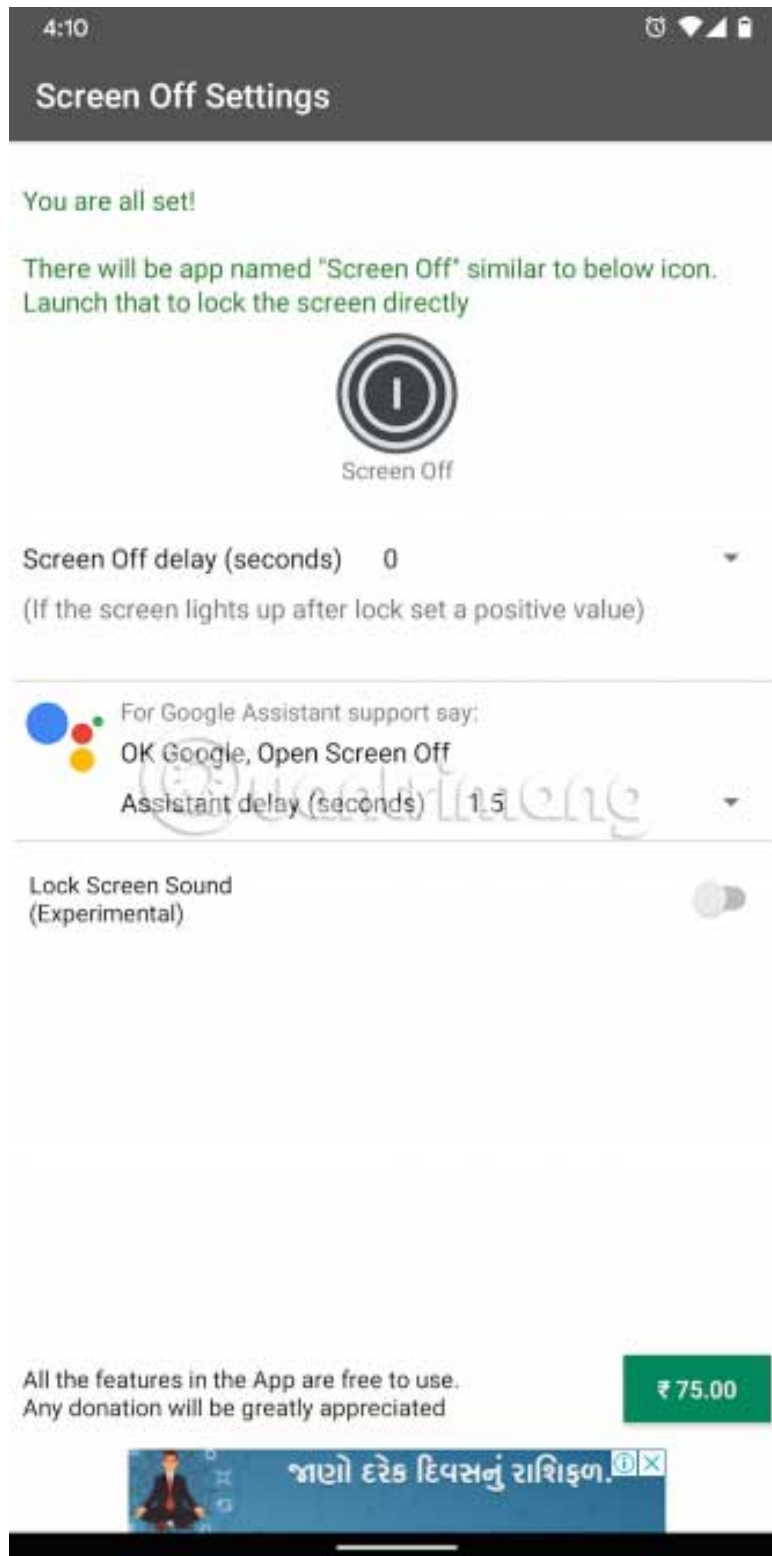 4:10
Screen Off Settings
You are all set!
There will be app named "Screen Off" similar to below icon.
Launch that to lock the screen directly
Screen Off
Screen Off delay (seconds) 0
(If the screen lights up after lock set a positive value)
For Google Assistant support say:
OK Google, Open Screen Off
Assistant delay (seconds) 1.5
uantrimang
Lock Screen Sound
(Experimental)
All the features in the App are free to use.
Any donation will be greatly appreciated
₹ 75.00
જાણો દરેક દિવસનું રાશિફળ.